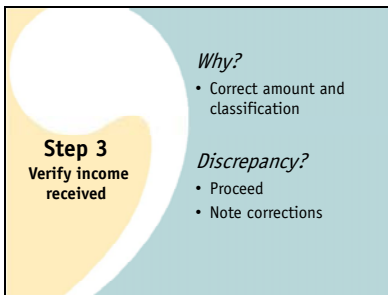 Step 3
Verify income
received
Why?
• Correct amount and
classification
Discrepancy?
• Proceed
• Note corrections